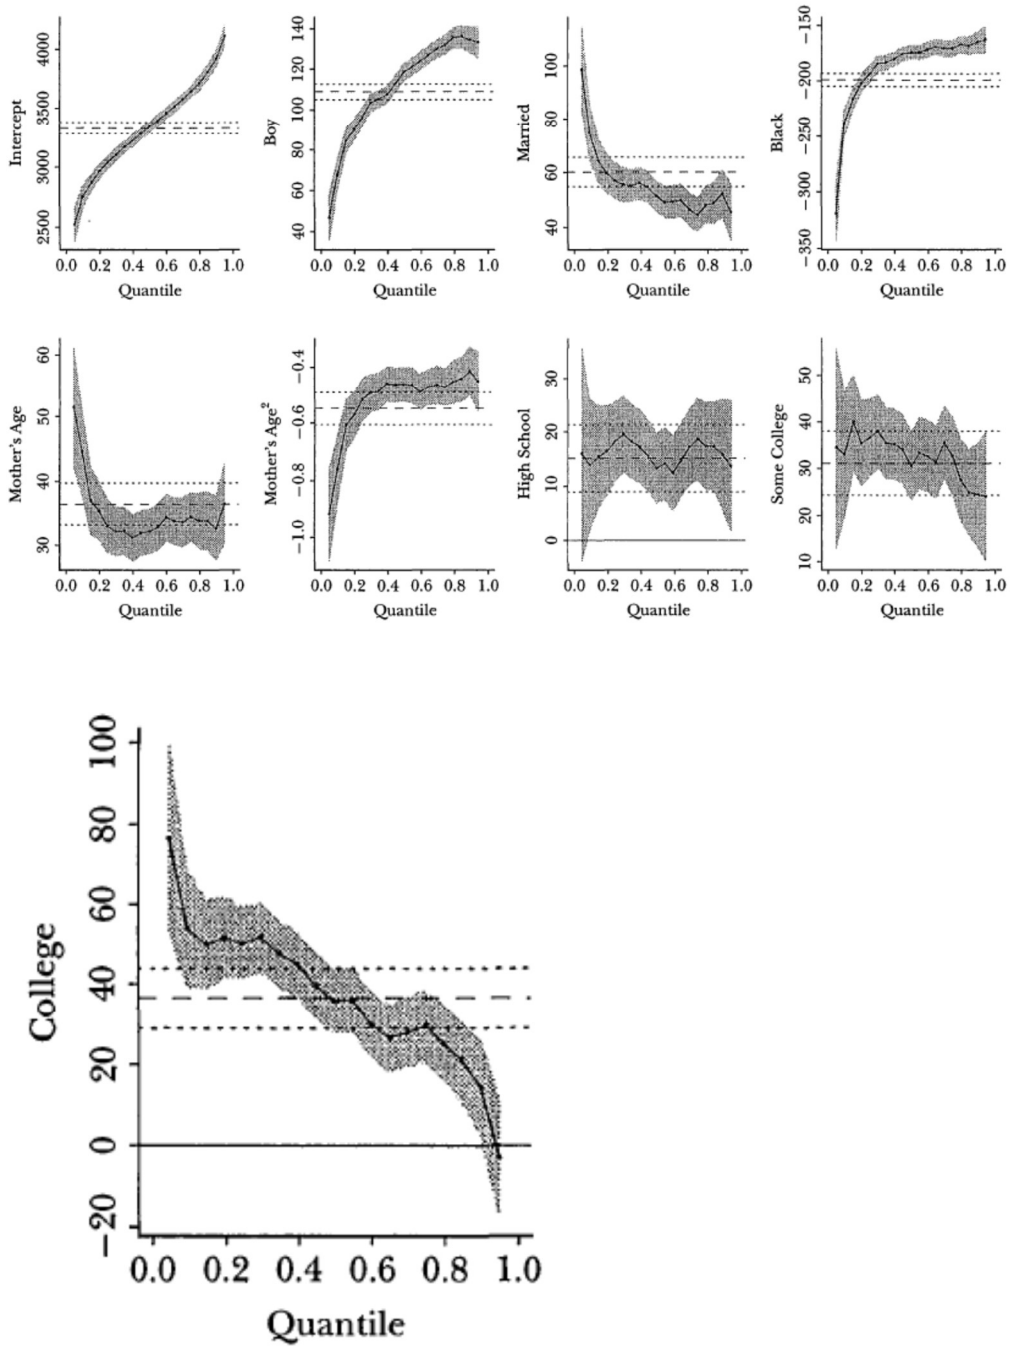 Intercept
4000
3500
3000
2500
0.0 0.2 0.4 0.6 0.8 1.0
Quantile
Boy
140
120
100
80
60
40
0.0 0.2 0.4 0.6 0.8 1.0
Quantile
Married
100
80
60
40
0.0 0.2 0.4 0.6 0.8 1.0
Quantile
Black
−150
−200
−250
−300
−350
0.0 0.2 0.4 0.6 0.8 1.0
Quantile
Mother's Age
60
50
40
30
0.0 0.2 0.4 0.6 0.8 1.0
Quantile
Mother's Age²
−0.4
−0.6
−0.8
−1.0
0.0 0.2 0.4 0.6 0.8 1.0
Quantile
High School
30
20
10
0
0.0 0.2 0.4 0.6 0.8 1.0
Quantile
Some College
50
40
30
20
10
0.0 0.2 0.4 0.6 0.8 1.0
Quantile
College
100
80
60
40
20
0
−20
0.0 0.2 0.4 0.6 0.8 1.0
Quantile